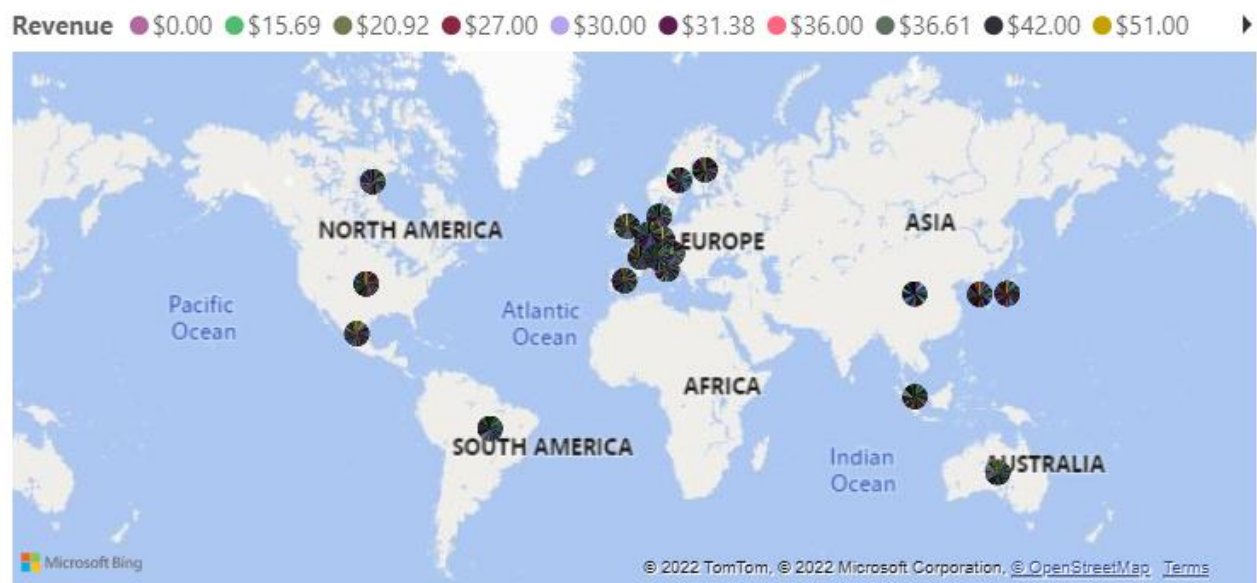 Revenue $0.00 $15.69 $20.92 $27.00 $30.00 $31.38 $36.00 $36.61 $42.00 $51.00
NORTH AMERICA
EUROPE
ASIA
Pacific
Ocean
Atlantic
Ocean
AFRICA
SOUTH AMERICA
Indian
Ocean
AUSTRALIA
Microsoft Bing
© 2022 TomTom, © 2022 Microsoft Corporation, © OpenStreetMap Terms